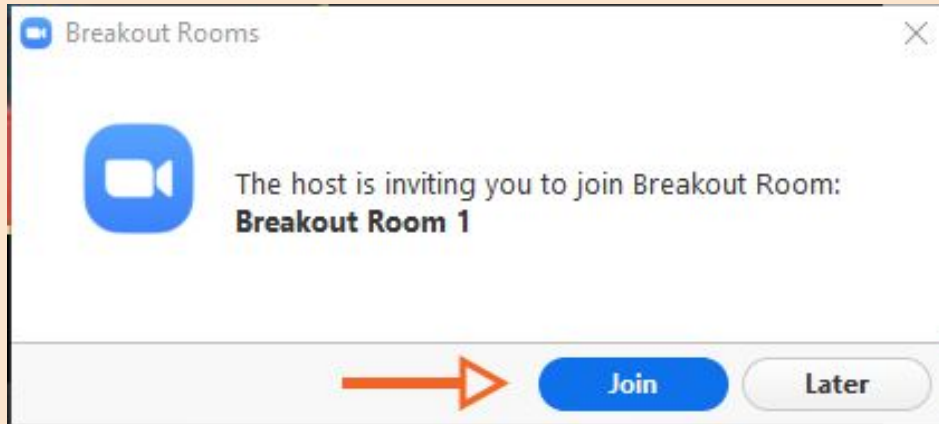 Breakout Rooms
The host is inviting you to join Breakout Room:
Breakout Room 1
Join
Later